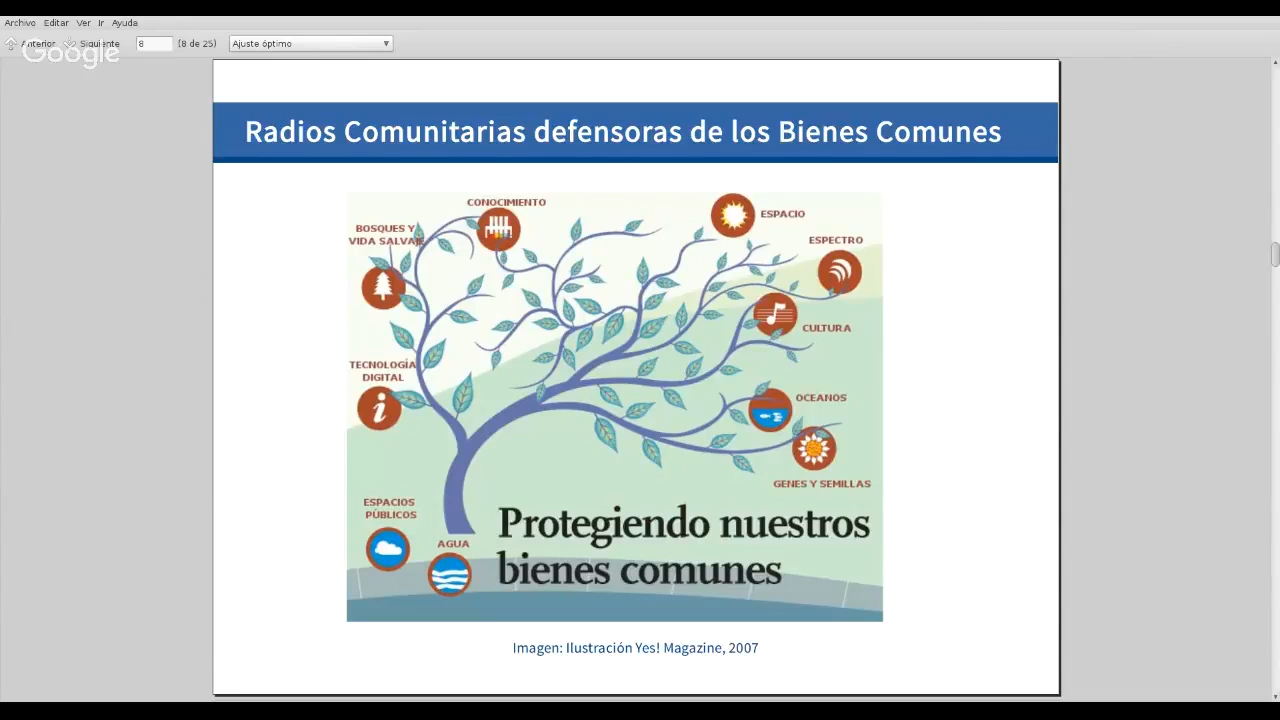 Archivo Editar Ver Ir Ayuda
Anterior Siguiente 8 (8 de 25) Ajuste óptimo
Google
Radios Comunitarias defensoras de los Bienes Comunes
CONOCIMIENTO
BOSQUES Y
VIDA SALVAJE
ESPACIO
ESPECTRO
CULTURA
TECNOLOGÍA
DIGITAL
OCEANOS
GENES Y SEMILLAS
ESPACIOS
PÚBLICOS
AGUA
Protegiendo nuestros
bienes comunes
Imagen: Ilustración Yes! Magazine, 2007